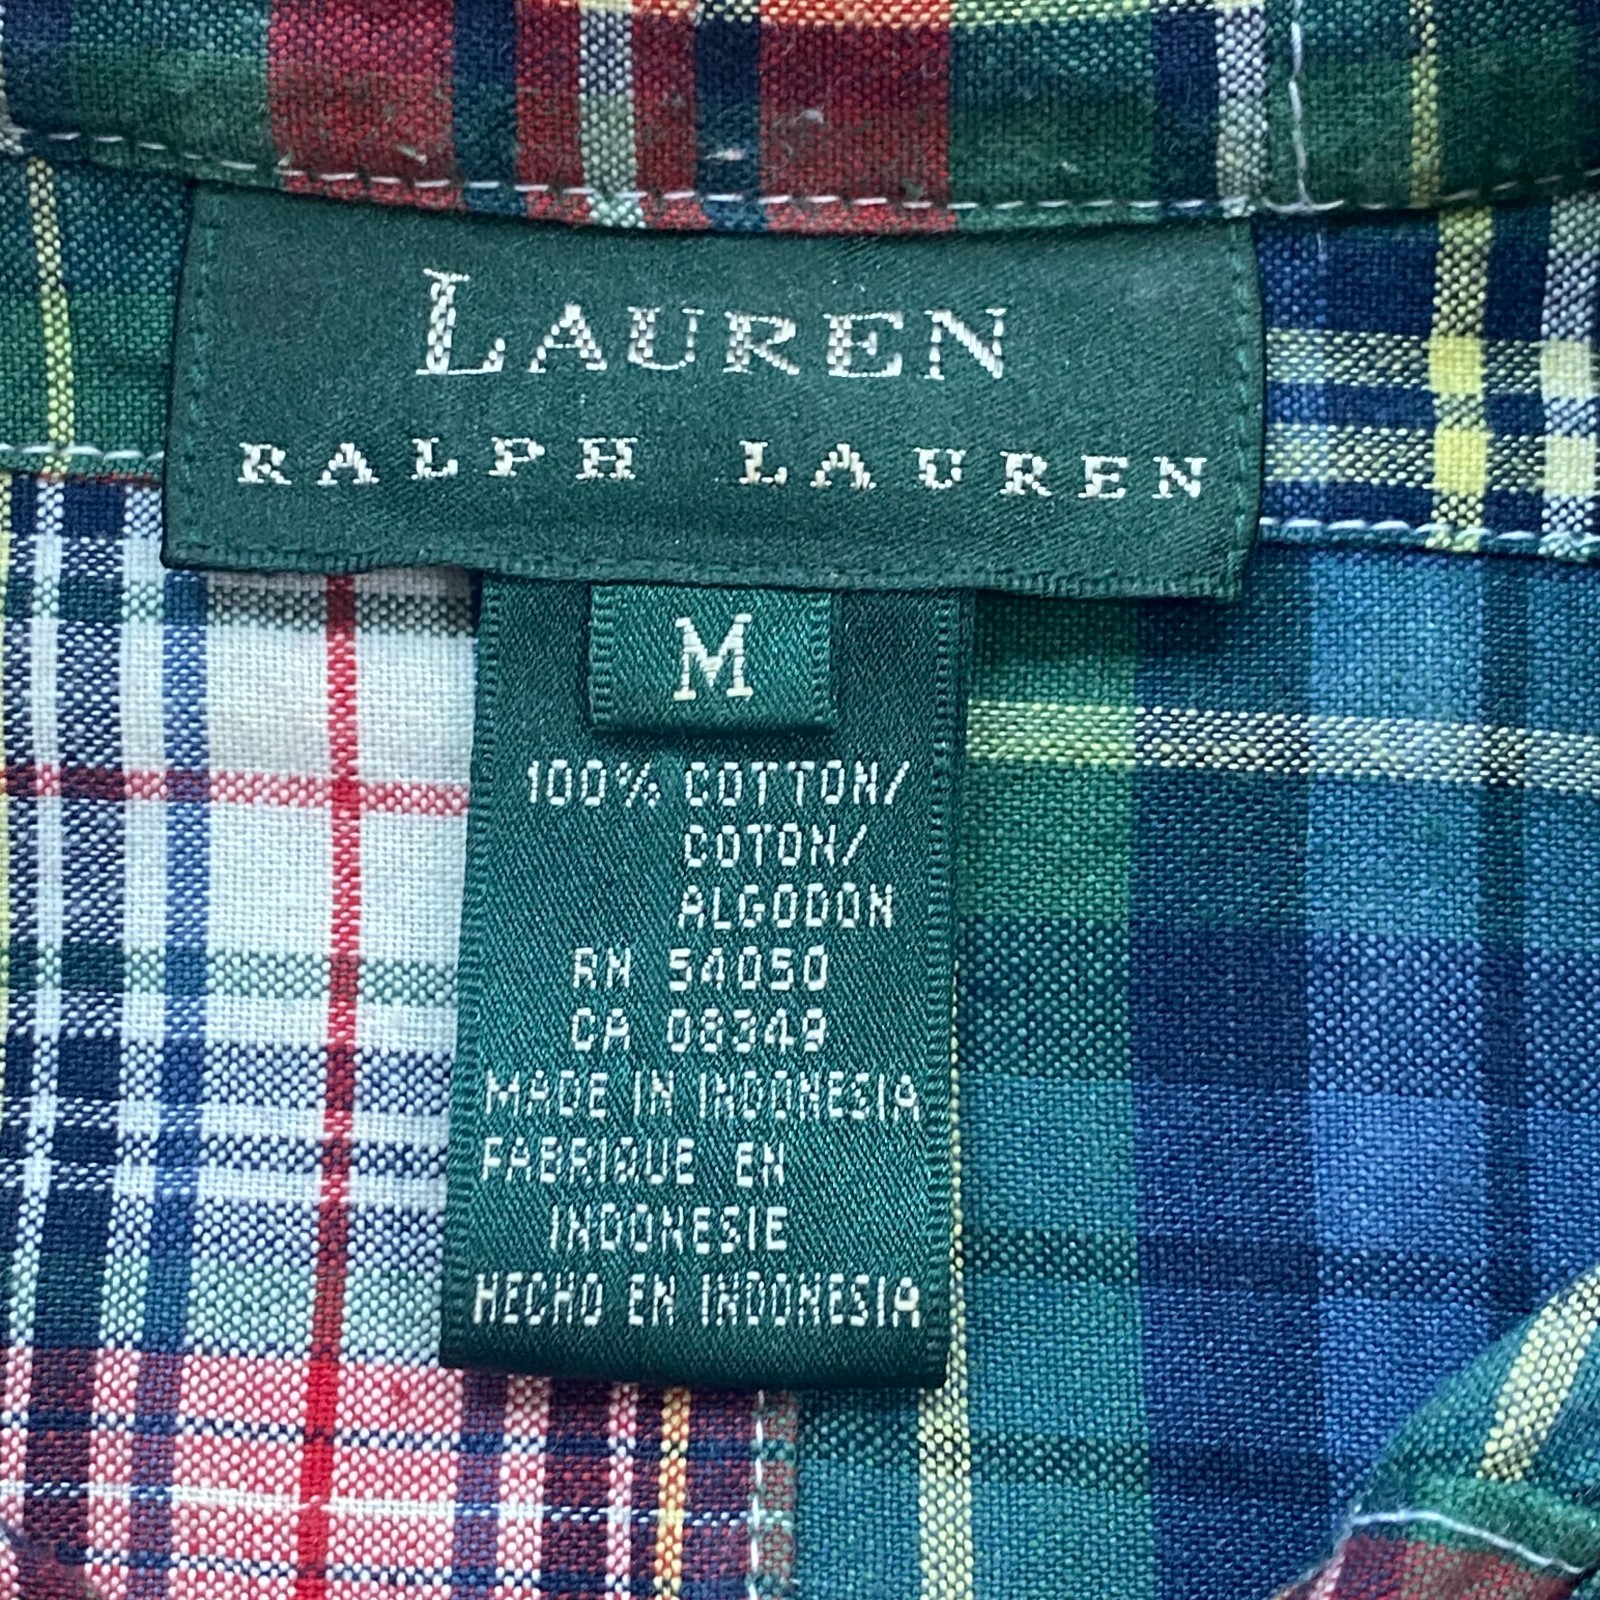 LAUREN
RALPH LAUREN
M
100% COTTON/
COTON/
ALGODON
RN 54050
CA 08349
MADE IN INDONESIA
FABRIQUE EN
INDONESIE
HECHO EN INDONESIA